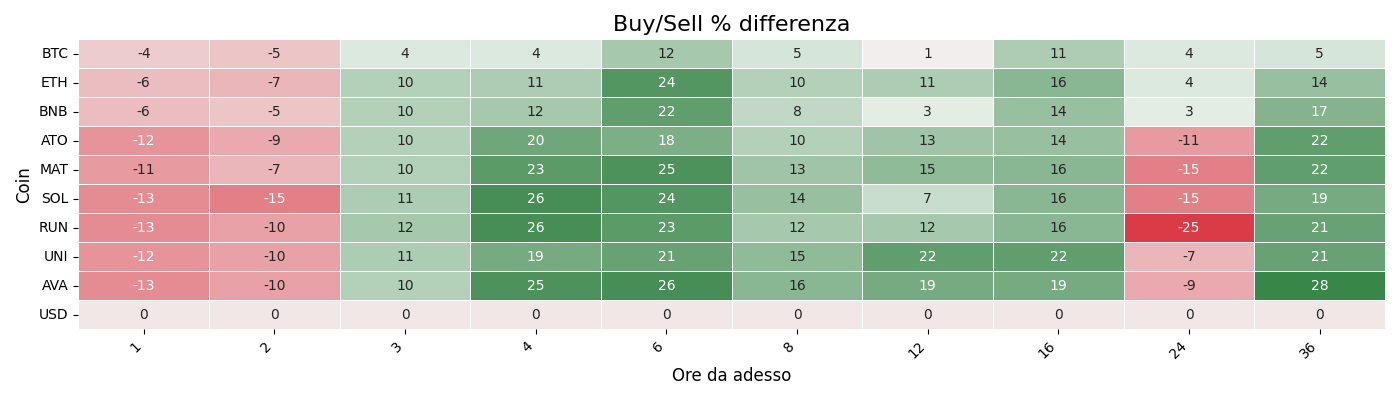 Buy/Sell % differenza
Coin
BTC -4 -5 4 4 12 5 1 11 4 5
ETH -6 -7 10 11 24 10 11 16 4 14
BNB -6 -5 10 12 22 8 3 14 3 17
ATO -12 -9 10 20 18 10 13 14 -11 22
MAT -11 -7 10 23 25 13 15 16 -15 22
SOL -13 -15 11 26 24 14 7 16 -15 19
RUN -13 -10 12 26 23 12 12 16 -25 21
UNI -12 -10 11 19 21 15 22 22 -7 21
AVA -13 -10 10 25 26 16 19 19 -9 28
USD 0 0 0 0 0 0 0 0 0 0
1 2 3 4 6 8 12 16 24 36
Ore da adesso